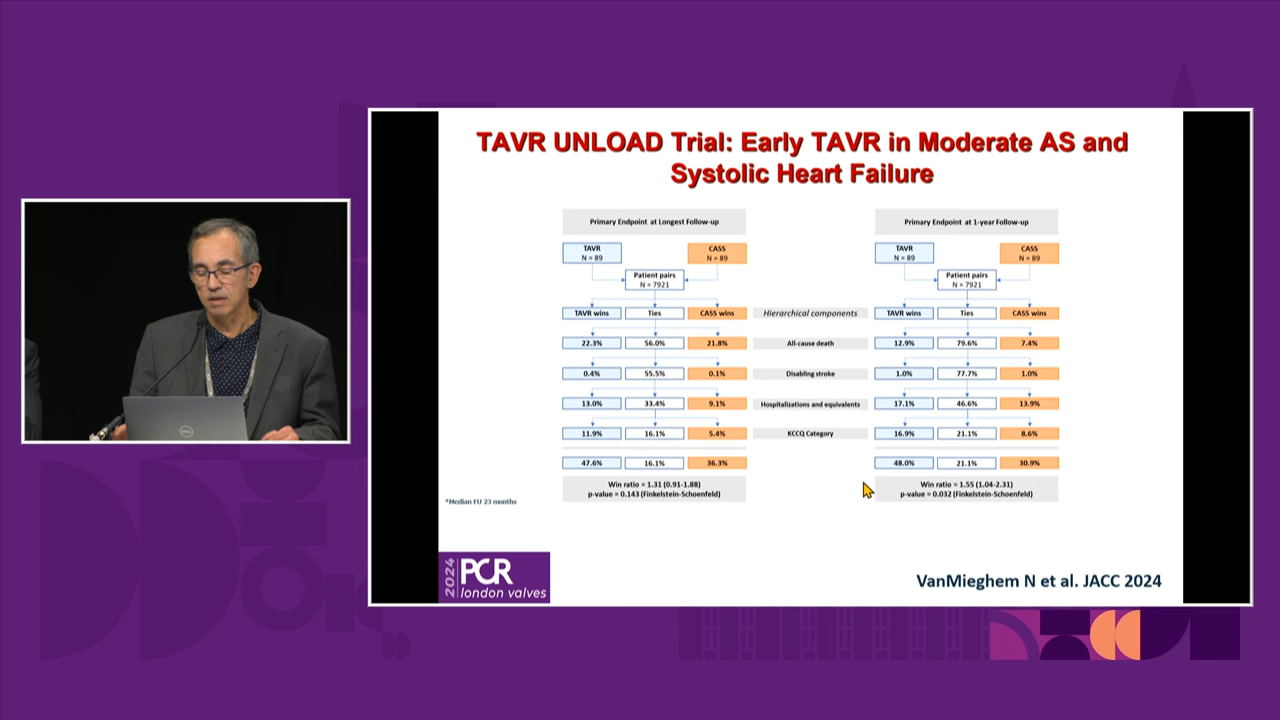 TAVR UNLOAD Trial: Early TAVR in Moderate AS and
Systolic Heart Failure
Primary Endpoint at Longest Follow-up
TAVR
N = 89
CASS
N = 89
Patient pairs
N = 7921
TAVR wins
Ties
CASS wins
22.3%
56.0%
21.8%
0.4%
55.5%
0.1%
13.0%
33.4%
9.1%
11.9%
16.1%
5.4%
47.6%
16.1%
36.3%
Win ratio = 1.31 (0.91-1.88)
p-value = 0.143 (Finkelstein-Schoenfeld)
Hierarchical components
All-cause death
Disabling stroke
Hospitalizations and equivalents
KCCQ Category
Primary Endpoint at 1-year Follow-up
TAVR
N = 89
CASS
N = 89
Patient pairs
N = 7921
TAVR wins
Ties
CASS wins
12.9%
79.6%
7.4%
1.0%
77.7%
1.0%
17.1%
46.6%
13.9%
16.9%
21.1%
8.6%
48.0%
21.1%
30.9%
Win ratio = 1.55 (1.04-2.31)
p-value = 0.032 (Finkelstein-Schoenfeld)
*Median FU 23 months
2024
PCR
london valves
VanMieghem N et al. JACC 2024
DELL